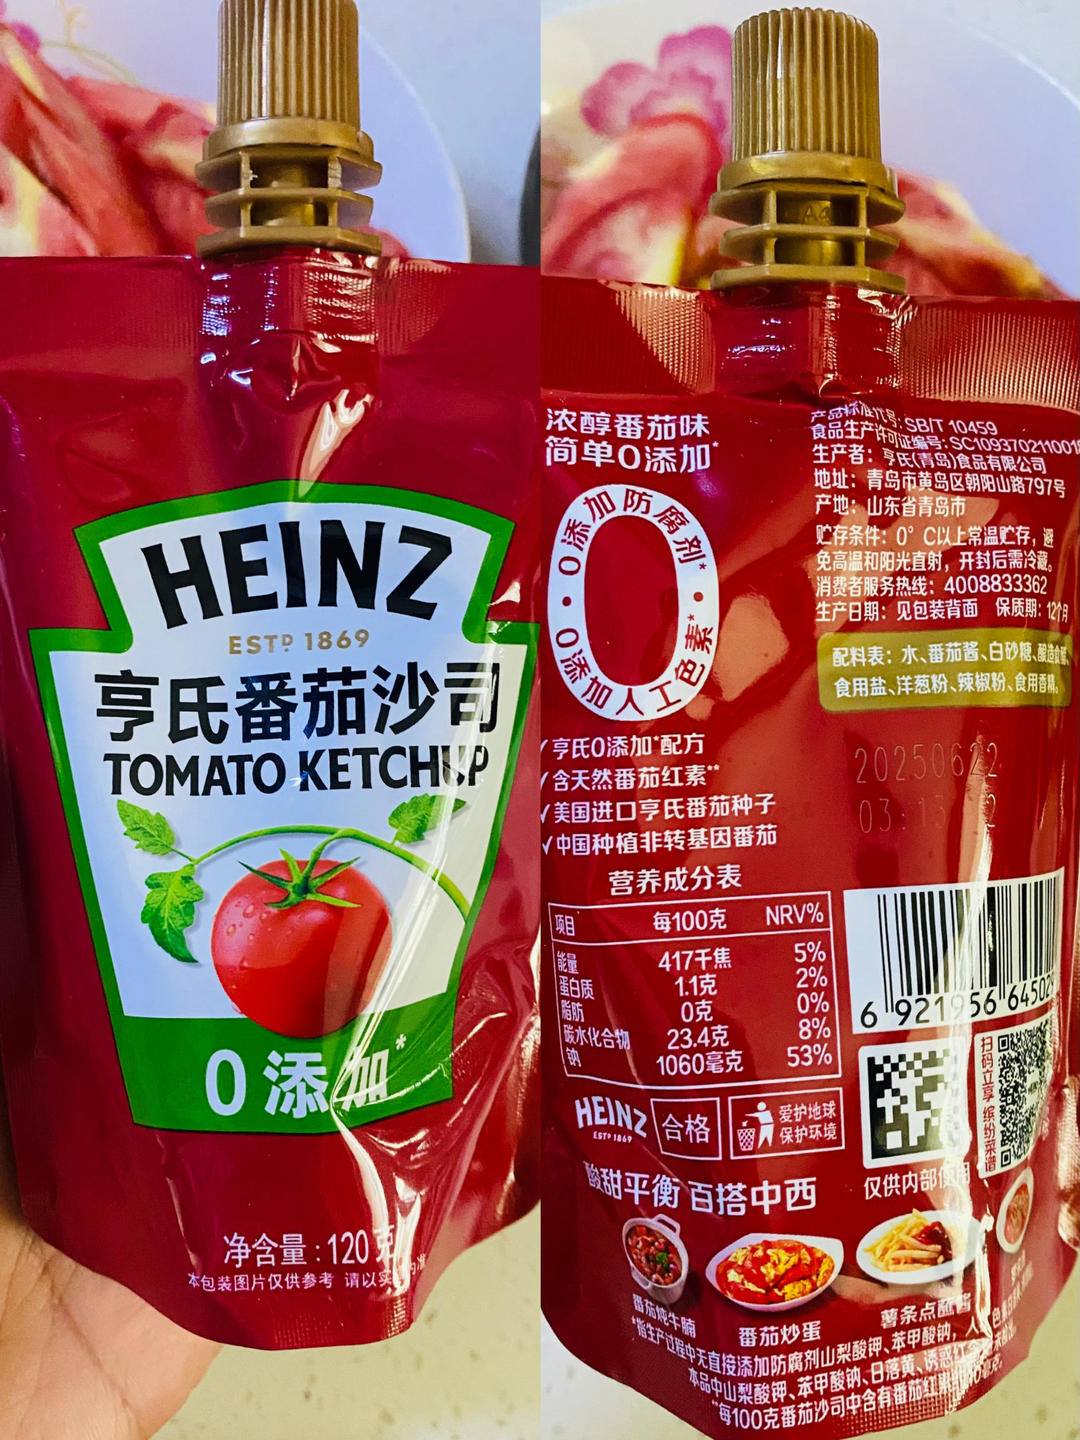 HEINZ
ESTD 1869
亨氏番茄沙司
TOMATO KETCHUP
0 添加*
净含量：120克
本包装图片仅供参考 请以实
浓醇番茄味
简单0添加*
0添加防腐剂*
0添加人工色素*
0
✓亨氏0添加*配方
✓含天然番茄红素**
✓美国进口亨氏番茄种子
✓中国种植非转基因番茄
营养成分表
项目 每100克 NRV%
能量 417千焦 5%
蛋白质 1.1克 2%
脂肪 0克 0%
碳水化合物 23.4克 8%
钠 1060毫克 53%
HEINZ
ESTD 1869
合格
爱护地球
保护环境
酸甜平衡 百搭中西
番茄炖牛腩
番茄炒蛋
薯条点蘸酱
产品标准代号：SB/T 10459
食品生产许可证编号：SC1093702110018
生产者：亨氏(青岛)食品有限公司
地址：青岛市黄岛区朝阳山路797号
产地：山东省青岛市
贮存条件：0°C以上常温贮存，避
免高温和阳光直射，开封后需冷藏。
消费者服务热线：4008833362
生产日期：见包装背面 保质期：12个月
配料表：水、番茄酱、白砂糖、酿造食醋、
食用盐、洋葱粉、辣椒粉、食用香精。
20250622
03:13
6 921956 64502
扫码立享 缤纷菜谱
仅供内部使用
*指生产过程中无直接添加防腐剂山梨酸钾、苯甲酸钠，人
本品中山梨酸钾、苯甲酸钠、日落黄、诱惑红
**每100克番茄沙司中含有番茄红素